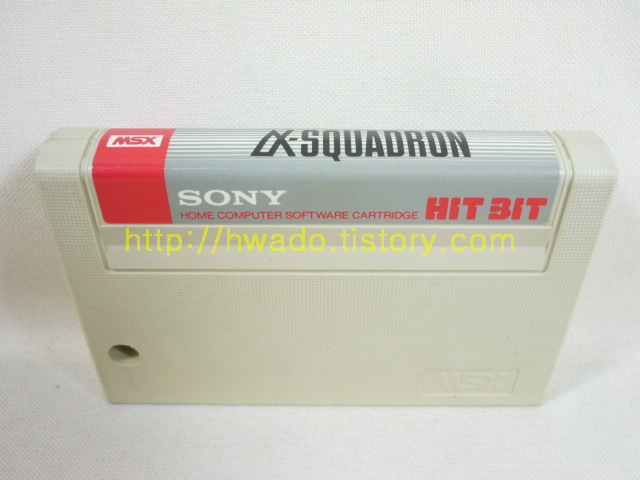 MSX
α-SQUADRON
SONY
HOME COMPUTER SOFTWARE CARTRIDGE
HIT BIT
http://hwado.tistory.com
MSX